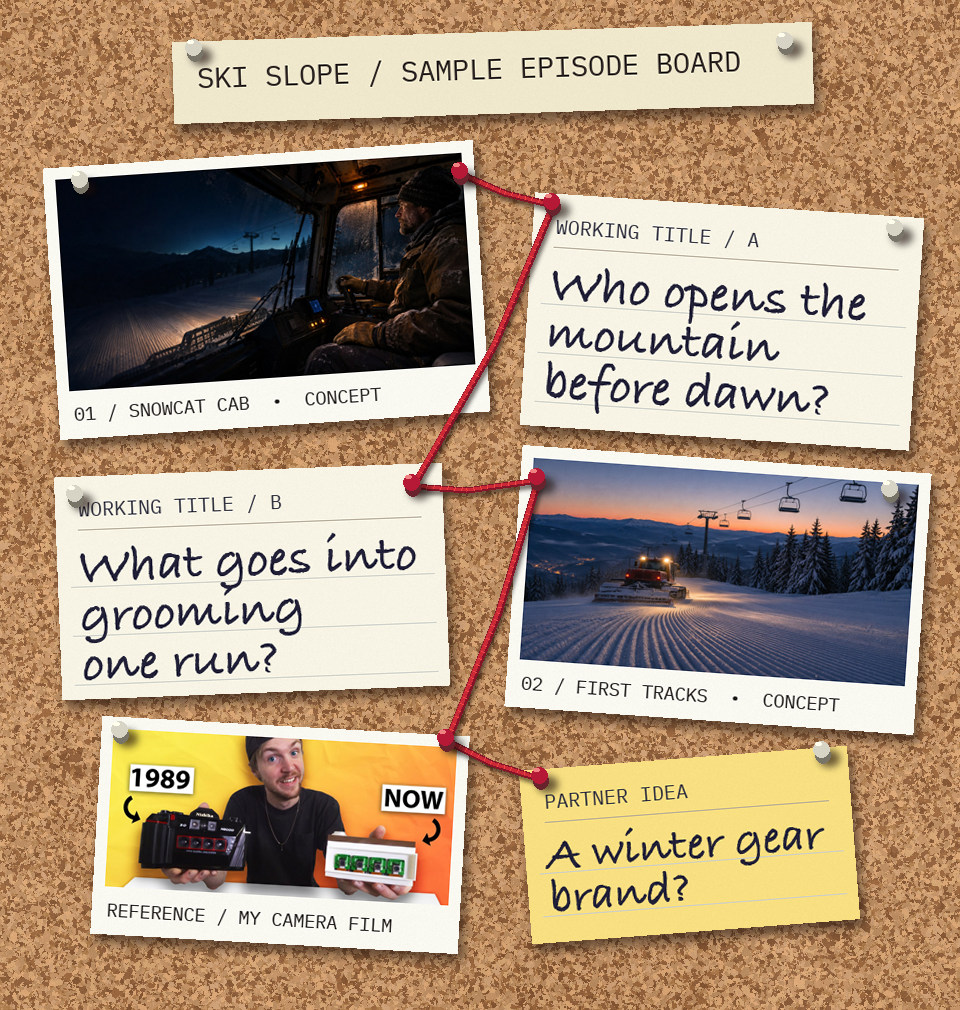 SKI SLOPE / SAMPLE EPISODE BOARD
01 / SNOWCAT CAB • CONCEPT
WORKING TITLE / A
Who opens the
mountain
before dawn?
WORKING TITLE / B
What goes into
grooming
one run?
02 / FIRST TRACKS • CONCEPT
1989
NOW
Nishika
REFERENCE / MY CAMERA FILM
PARTNER IDEA
A winter gear
brand?